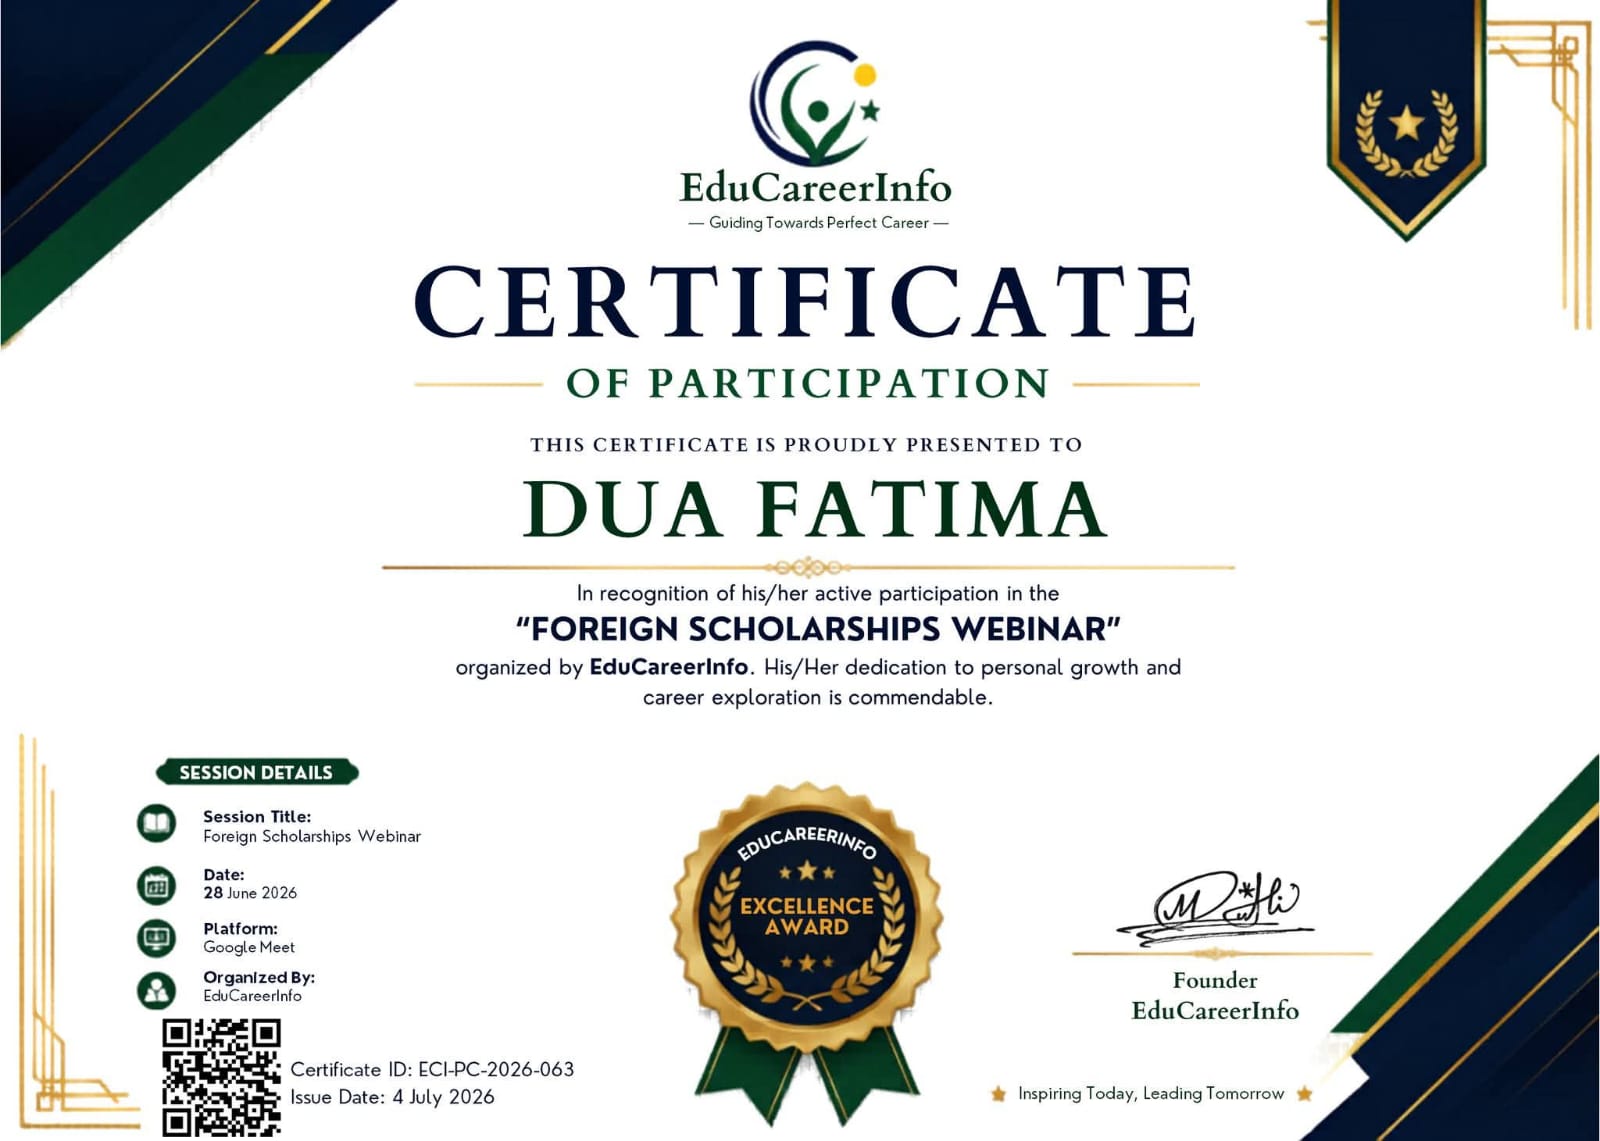 EduCareerInfo
— Guiding Towards Perfect Career —
CERTIFICATE
OF PARTICIPATION
THIS CERTIFICATE IS PROUDLY PRESENTED TO
DUA FATIMA
In recognition of his/her active participation in the
“FOREIGN SCHOLARSHIPS WEBINAR”
organized by EduCareerInfo. His/Her dedication to personal growth and
career exploration is commendable.
SESSION DETAILS
Session Title:
Foreign Scholarships Webinar
Date:
28 June 2026
Platform:
Google Meet
Organized By:
EduCareerInfo
Certificate ID: ECI-PC-2026-063
Issue Date: 4 July 2026
EDUCAREERINFO
EXCELLENCE
AWARD
Founder
EduCareerInfo
Inspiring Today, Leading Tomorrow